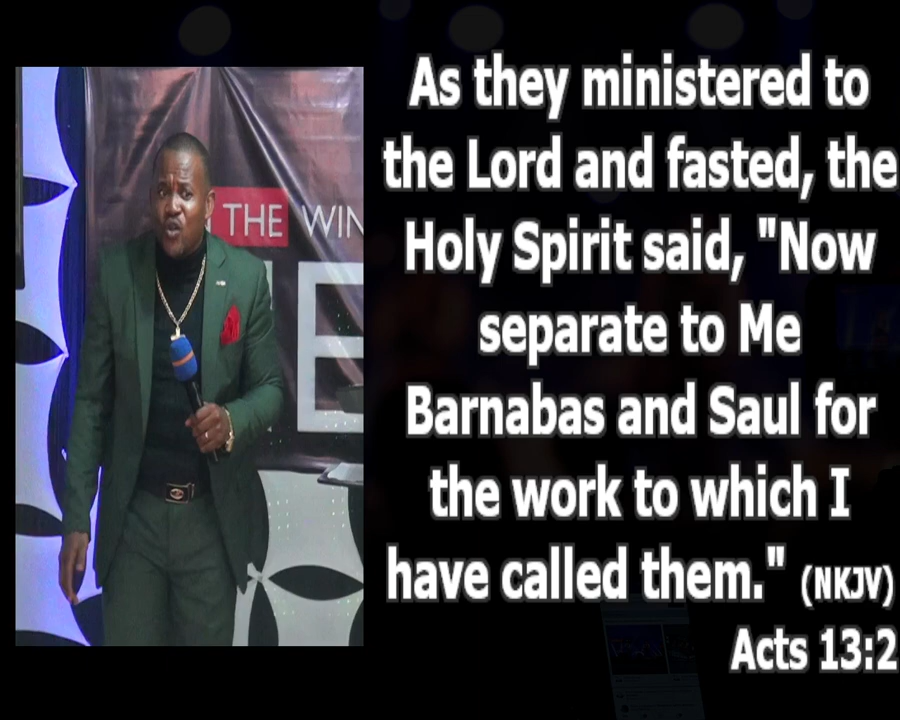 THE WIN
E
As they ministered to
the Lord and fasted, the
Holy Spirit said, "Now
separate to Me
Barnabas and Saul for
the work to which I
have called them." (NKJV)
Acts 13:2